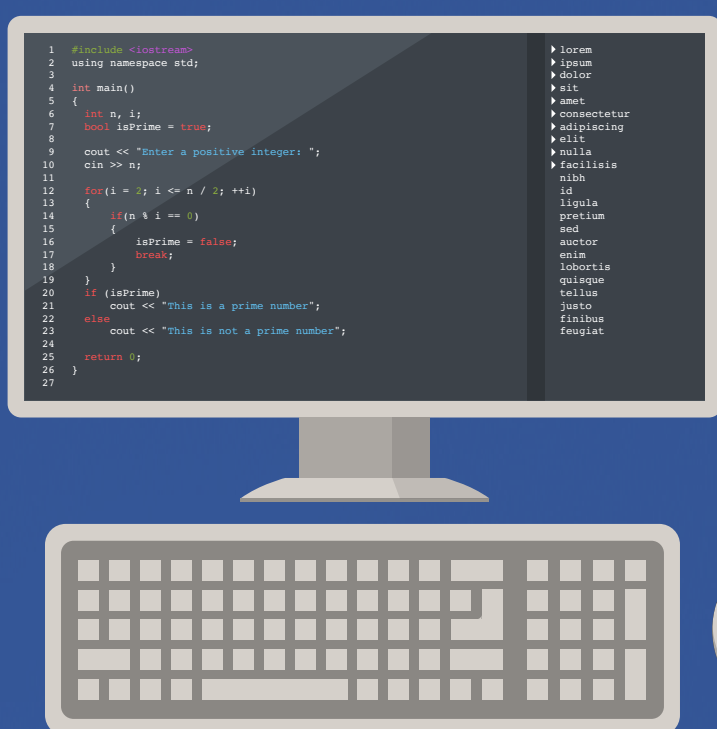 1 #include <iostream>
2 using namespace std;
3
4 int main()
5 {
6 int n, i;
7 bool isPrime = true;
8
9 cout << "Enter a positive integer: ";
10 cin >> n;
11
12 for(i = 2; i <= n / 2; ++i)
13 {
14 if(n % i == 0)
15 {
16 isPrime = false;
17 break;
18 }
19 }
20 if (isPrime)
21 cout << "This is a prime number";
22 else
23 cout << "This is not a prime number";
24
25 return 0;
26 }
27
lorem
ipsum
dolor
sit
amet
consectetur
adipiscing
elit
nulla
facilisis
nibh
id
ligula
pretium
sed
auctor
enim
lobortis
quisque
tellus
justo
finibus
feugiat